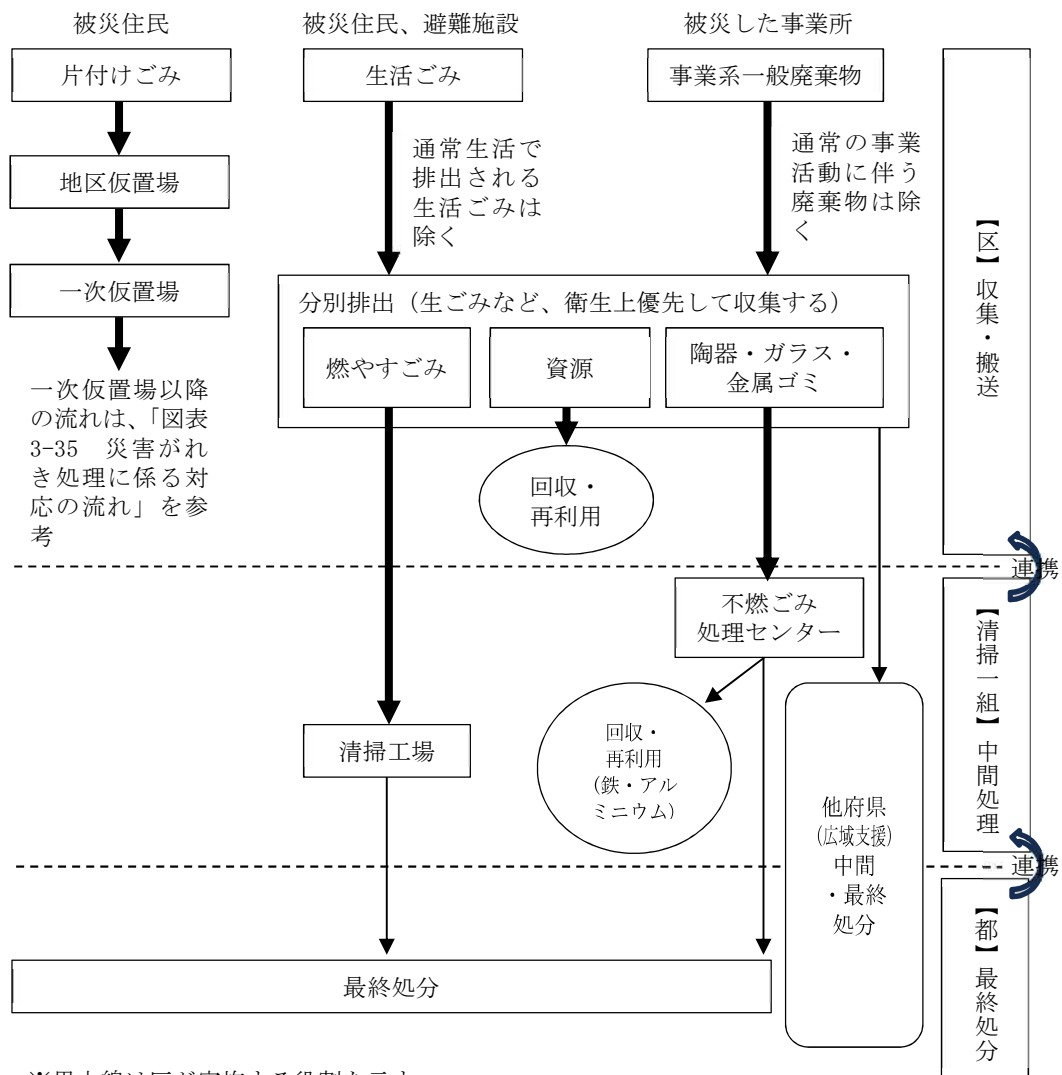 被災住民
被災住民、避難施設
被災した事業所
片付けごみ
生活ごみ
事業系一般廃棄物
通常生活で
排出される
生活ごみは
除く
通常の事業
活動に伴う
廃棄物は除
く
地区仮置場
一次仮置場
一次仮置場以降
の流れは、「図表
3-35 災害がれ
き処理に係る対
応の流れ」を参
考
分別排出（生ごみなど、衛生上優先して収集する）
燃やすごみ
資源
陶器・ガラス・
金属ゴミ
回収・
再利用
【区】収集・搬送
連携
不燃ごみ
処理センター
清掃工場
回収・
再利用
(鉄・アル
ミニウム)
他府県
(広域支援)
中間
・最終
処分
【清掃一組】中間処理
連携
最終処分
【都】最終処分